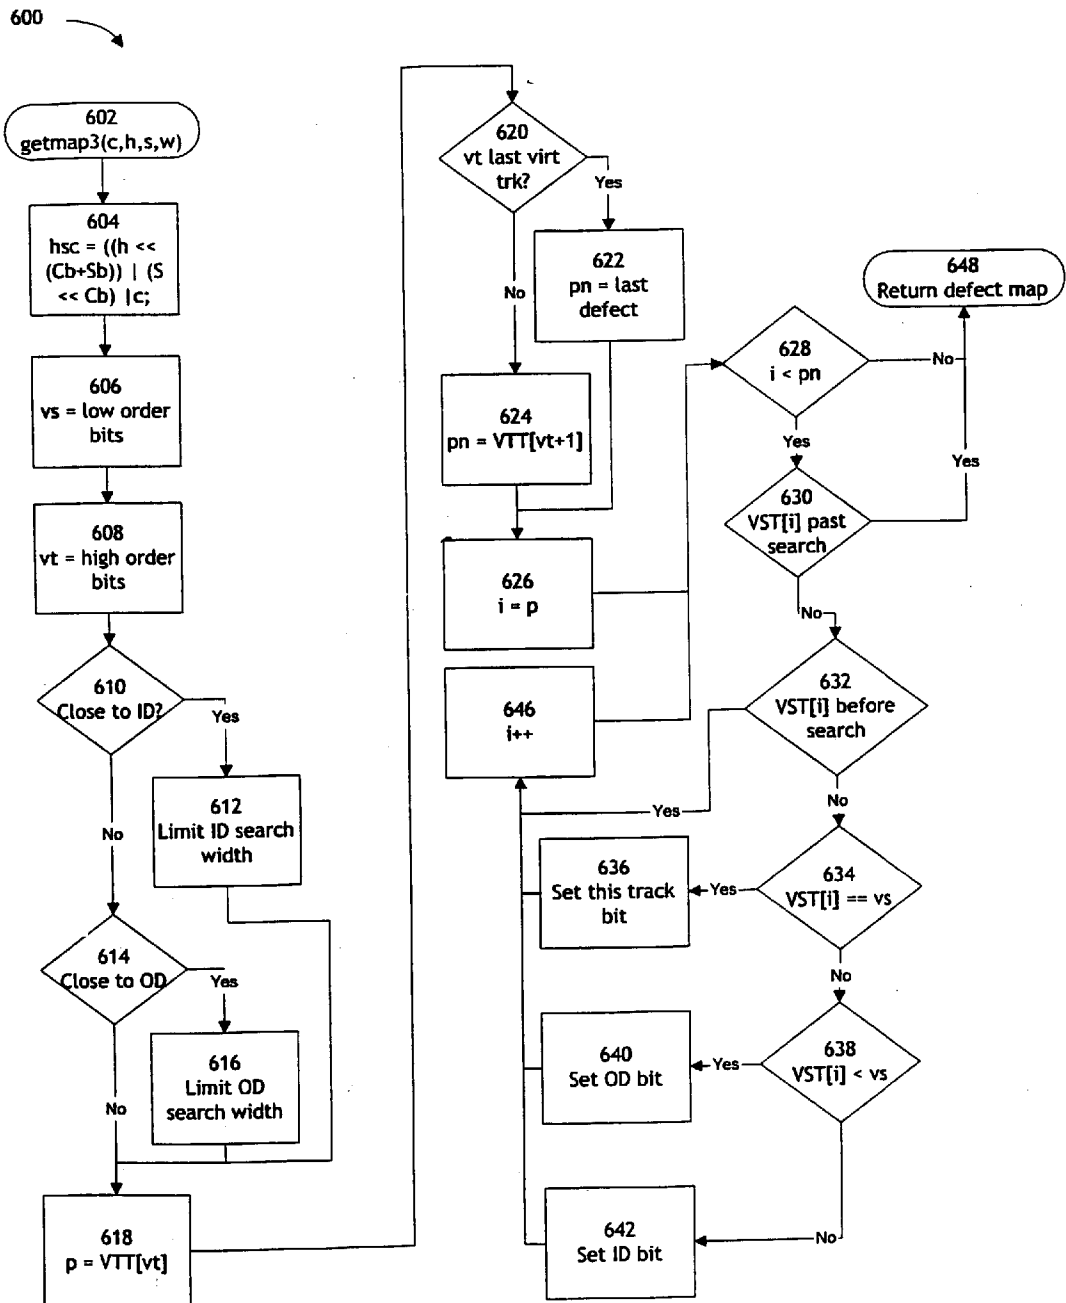 600
602
getmap3(c,h,s,w)
604
hsc = ((h <<
(Cb+Sb)) | (S
<< Cb) |c;
606
vs = low order
bits
608
vt = high order
bits
610
Close to ID?
Yes
No
612
Limit ID search
width
614
Close to OD
Yes
No
616
Limit OD
search width
618
p = VTT[vt]
620
vt last virt
trk?
Yes
No
622
pn = last
defect
624
pn = VTT[vt+1]
626
i = p
646
i++
628
i < pn
No
Yes
648
Return defect map
630
VST[i] past
search
Yes
No
632
VST[i] before
search
Yes
No
634
VST[i] == vs
Yes
No
636
Set this track
bit
638
VST[i] < vs
Yes
No
640
Set OD bit
642
Set ID bit